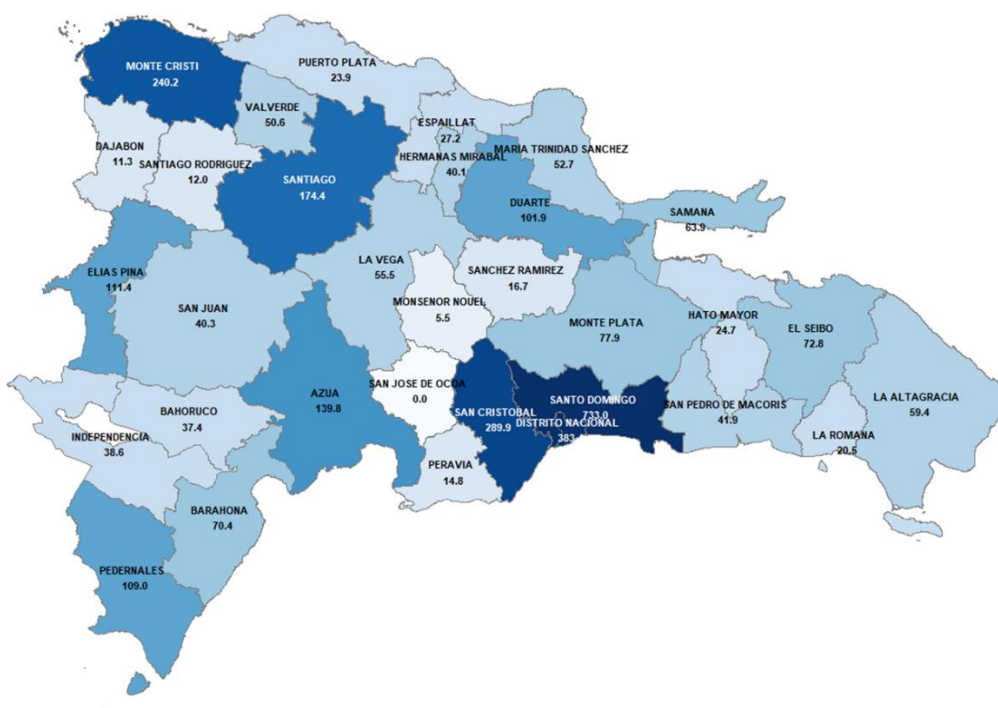 MONTE CRISTI
240.2
PUERTO PLATA
23.9
VALVERDE
50.6
ESPAILLAT
27.2
DAJABON
11.3
SANTIAGO RODRIGUEZ
12.0
HERMANAS MIRABAL
40.1
MARIA TRINIDAD SANCHEZ
52.7
SANTIAGO
174.4
DUARTE
101.9
SAMANA
63.9
ELIAS PINA
111.4
LA VEGA
55.5
SANCHEZ RAMIREZ
16.7
SAN JUAN
40.3
MONSENOR NOUEL
5.5
MONTE PLATA
77.9
HATO MAYOR
24.7
EL SEIBO
72.8
AZUA
139.8
SAN JOSE DE OCOA
0.0
SANTO DOMINGO
733.0
SAN PEDRO DE MACORIS
41.9
LA ALTAGRACIA
59.4
BAHORUCO
37.4
SAN CRISTOBAL
289.9
DISTRITO NACIONAL
383
INDEPENDENCIA
38.6
LA ROMANA
20.5
PERAVIA
14.8
BARAHONA
70.4
PEDERNALES
109.0